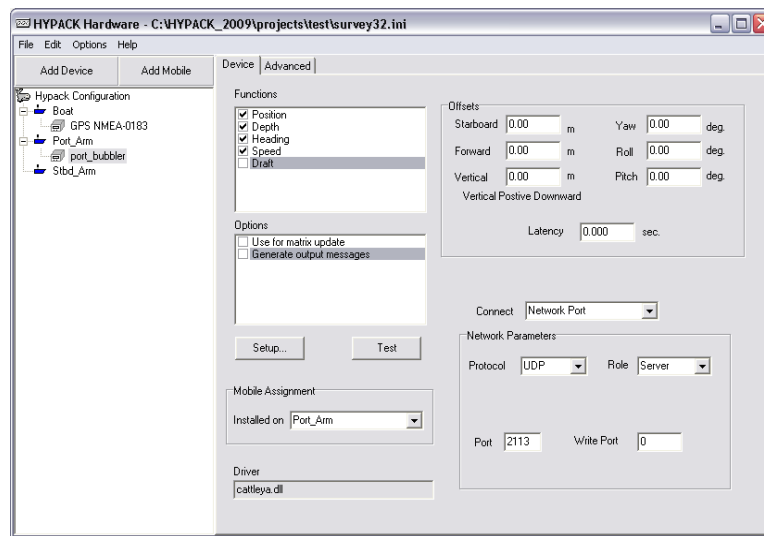 HYPACK Hardware - C:\HYPACK_2009\projects\test\survey32.ini
File Edit Options Help
Add Device Add Mobile
Hypack Configuration
Boat
GPS NMEA-0183
Port_Arm
port_bubbler
Stbd_Arm
Device Advanced
Functions
Position
Depth
Heading
Speed
Draft
Options
Use for matrix update
Generate output messages
Setup... Test
Mobile Assignment
Installed on Port_Arm
Driver
cattleya.dll
Offsets
Starboard 0.00 m Yaw 0.00 deg.
Forward 0.00 m Roll 0.00 deg.
Vertical 0.00 m Pitch 0.00 deg.
Vertical Postive Downward
Latency 0.000 sec.
Connect Network Port
Network Parameters
Protocol UDP Role Server
Port 2113 Write Port 0